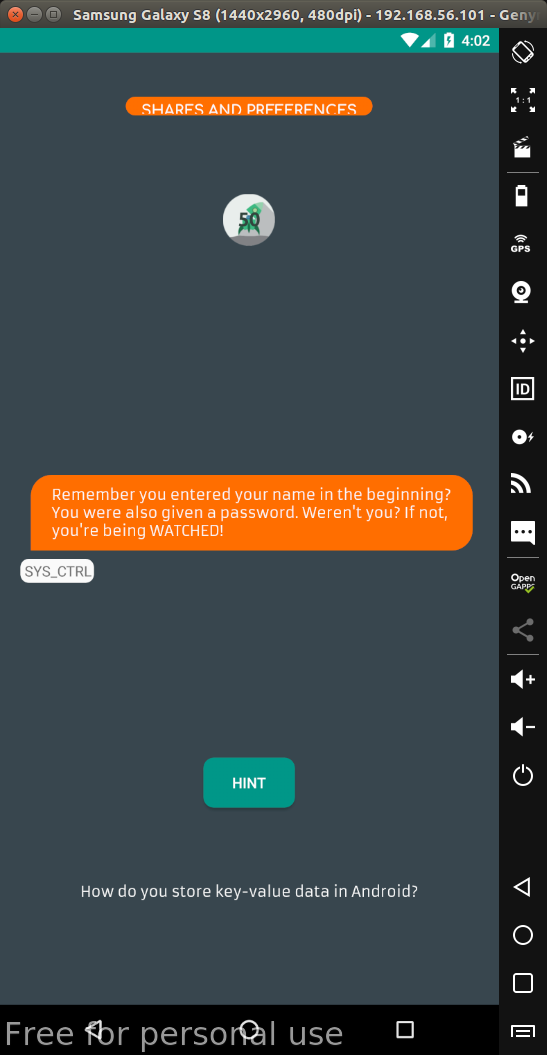 Samsung Galaxy S8 (1440x2960, 480dpi) - 192.168.56.101 - Geny
4:02
1:1
SHARES AND PREFERENCES
50
GPS
ID
Remember you entered your name in the beginning?
You were also given a password. Weren't you? If not,
you're being WATCHED!
SYS_CTRL
Open
GAPPS
HINT
How do you store key-value data in Android?
Free for personal use